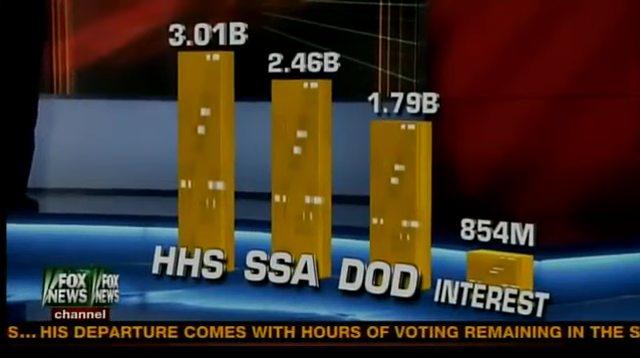 3.01B
2.46B
1.79B
854M
HHS
SSA
DOD
INTEREST
FOX
NEWS
FOX
NEWS
channel
S... HIS DEPARTURE COMES WITH HOURS OF VOTING REMAINING IN THE S